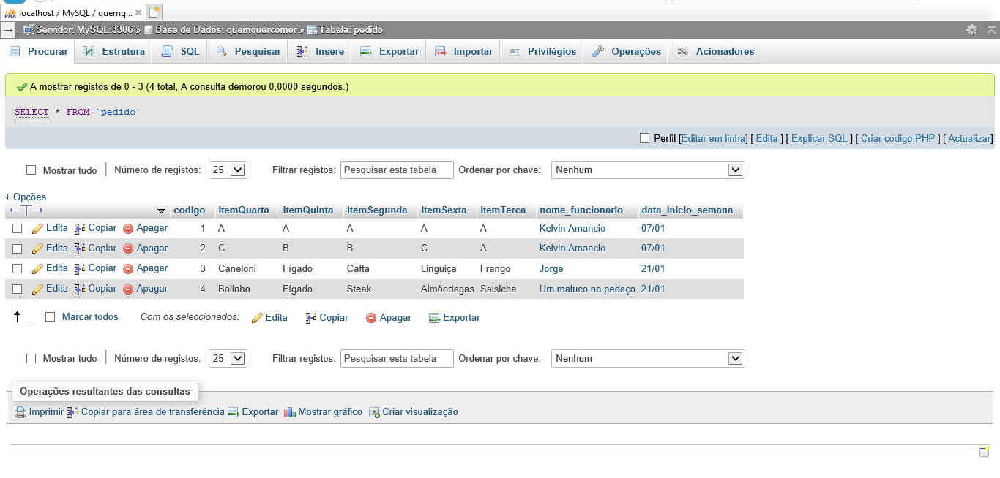 localhost / MySQL / quemq...
Servidor: MySQL:3306 » Base de Dados: quemquercomer » Tabela: pedido
Procurar Estrutura SQL Pesquisar Insere Exportar Importar Privilégios Operações Acionadores
A mostrar registos de 0 - 3 (4 total, A consulta demorou 0,0000 segundos.)
SELECT * FROM `pedido`
Perfil [Editar em linha] [ Edita ] [ Explicar SQL ] [ Criar código PHP ] [ Actualizar]
Mostrar tudo Número de registos: 25 Filtrar registos: Pesquisar esta tabela Ordenar por chave: Nenhum
+ Opções
←T→ codigo itemQuarta itemQuinta itemSegunda itemSexta itemTerca nome_funcionario data_inicio_semana
Edita Copiar Apagar 1 A A A A A Kelvin Amancio 07/01
Edita Copiar Apagar 2 C B B C A Kelvin Amancio 07/01
Edita Copiar Apagar 3 Caneloni Fígado Cafta Linguiça Frango Jorge 21/01
Edita Copiar Apagar 4 Bolinho Fígado Steak Almôndegas Salsicha Um maluco no pedaço 21/01
Marcar todos Com os seleccionados: Edita Copiar Apagar Exportar
Mostrar tudo Número de registos: 25 Filtrar registos: Pesquisar esta tabela Ordenar por chave: Nenhum
Operações resultantes das consultas
Imprimir Copiar para área de transferência Exportar Mostrar gráfico Criar visualização